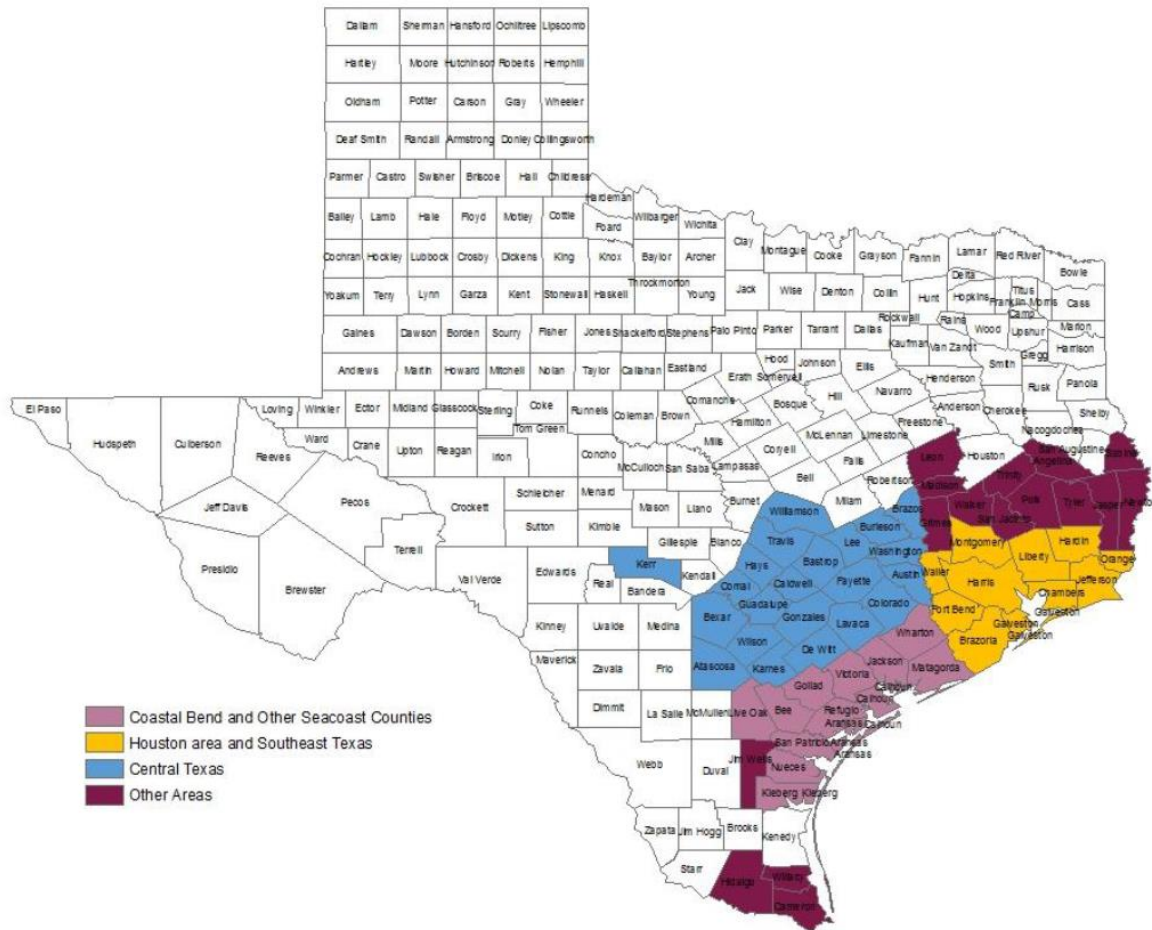 Dallam Sherman Hansford Ochiltree Lipscomb
Hartley Moore Hutchinson Roberts Hemphill
Oldham Potter Carson Gray Wheeler
Deaf Smith Randall Armstrong Donley Collingsworth
Parmer Castro Swisher Briscoe Hall Childress
Hardeman
Bailey Lamb Hale Floyd Motley Cottle Foard Wilbarger Wichita
Clay Montague Cooke Grayson Fannin Lamar Red River Bowie
Cochran Hockley Lubbock Crosby Dickens King Knox Baylor Archer
Delta Titus
Yoakum Terry Lynn Garza Kent Stonewall Haskell Throckmorton Young Jack Wise Denton Collin Hunt Hopkins Franklin Morris Cass
Rockwall Rains Camp
Gaines Dawson Borden Scurry Fisher Jones Shackelford Stephens Palo Pinto Parker Tarrant Dallas Kaufman Van Zandt Wood Upshur Marion
Gregg Harrison
Andrews Martin Howard Mitchell Nolan Taylor Callahan Eastland Erath Hood Somervell Johnson Ellis Henderson Smith Rusk Panola
El Paso Hudspeth Culberson Loving Winkler Ector Midland Glasscock Sterling Coke Runnels Coleman Brown Comanche Hamilton Bosque Hill Navarro Freestone Anderson Cherokee Shelby
Nacogdoches
Ward Crane Upton Reagan Irion Tom Green Concho McCulloch San Saba Mills Lampasas Coryell McLennan Limestone Falls Leon Houston San Augustine Sabine
Reeves Angelina
Jeff Davis Pecos Crockett Schleicher Menard Mason Llano Burnet Bell Milam Robertson Madison Trinity Polk Tyler Jasper Newton
Sutton Kimble Williamson Brazos Grimes Walker San Jacinto
Presidio Brewster Terrell Val Verde Edwards Kerr Gillespie Blanco Travis Lee Burleson Washington Montgomery Liberty Hardin Orange
Real Bandera Kendall Hays Bastrop Austin Waller Harris Jefferson
Comal Caldwell Fayette Chambers
Kinney Uvalde Medina Bexar Guadalupe Gonzales Colorado Fort Bend Galveston
Lavaca Galveston
Wilson Wharton Brazoria Galveston
Maverick Zavala Frio Atascosa Karnes De Witt Jackson Matagorda
Goliad Victoria Calhoun
Dimmit La Salle McMullen Live Oak Bee Refugio Calhoun
Aransas Calhoun
San Patricio Aransas
Aransas
Webb Duval Jim Wells Nueces
Kleberg Kleberg
Zapata Jim Hogg Brooks Kenedy
Starr Hidalgo Willacy
Cameron
Coastal Bend and Other Seacoast Counties
Houston area and Southeast Texas
Central Texas
Other Areas